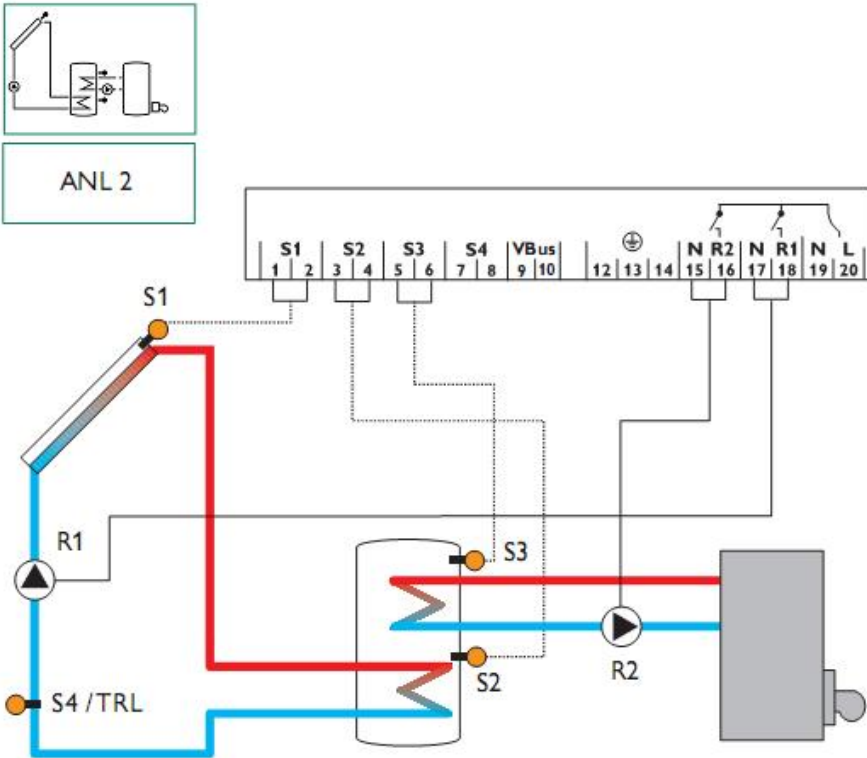 ANL 2
S1 S2 S3 S4 VBus N R2 N R1 N L
1 2 3 4 5 6 7 8 9 10 12 13 14 15 16 17 18 19 20
S1
R1
S3
S2
R2
S4 / TRL